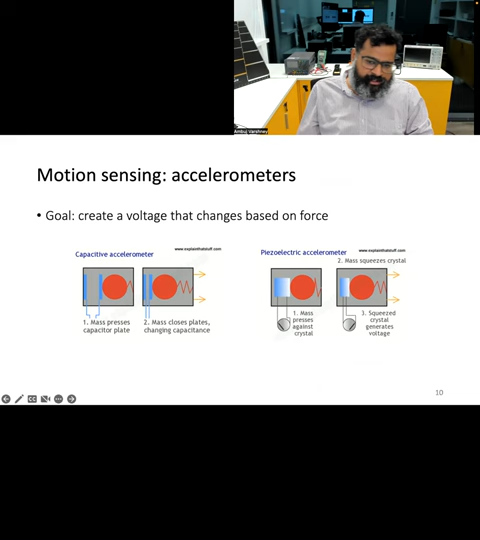 Ambuj Varshney
Motion sensing: accelerometers
• Goal: create a voltage that changes based on force
www.explainthatstuff.com
Capacitive accelerometer
1. Mass presses
capacitor plate
2. Mass closes plates,
changing capacitance
www.explainthatstuff.com
Piezoelectric accelerometer
2. Mass squeezes crystal
1. Mass
presses
against
crystal
3. Squeezed
crystal
generates
voltage
10
CC